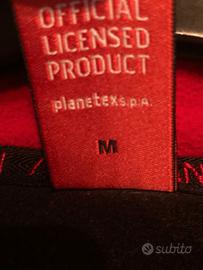 OFFICIAL
LICENSED
PRODUCT
planetex s.p.a.
M
subito